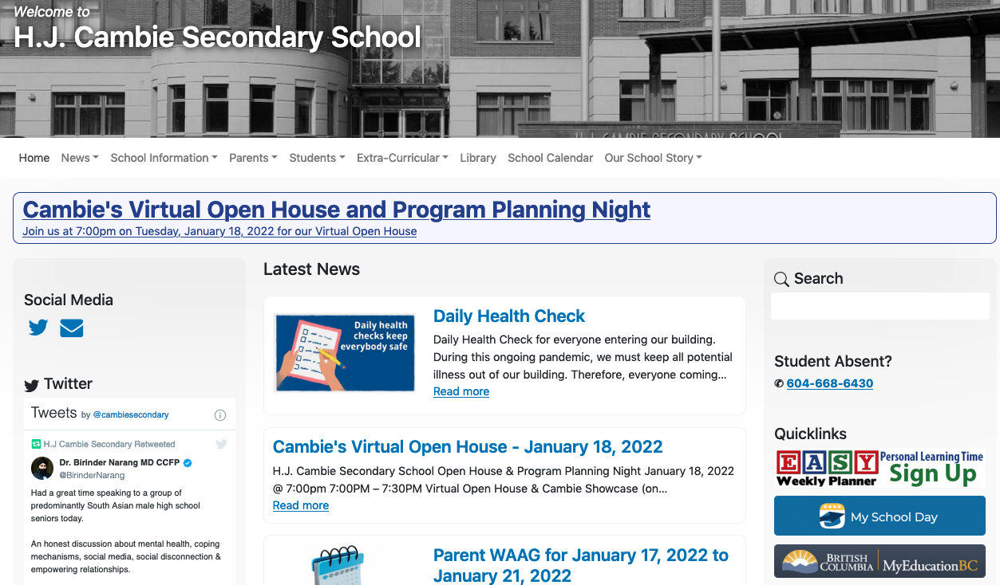 Welcome to
H.J. Cambie Secondary School
H.J. CAMBIE SECONDARY SCHOOL
Home News School Information Parents Students Extra-Curricular Library School Calendar Our School Story
Cambie's Virtual Open House and Program Planning Night
Join us at 7:00pm on Tuesday, January 18, 2022 for our Virtual Open House
Social Media
Twitter
Tweets by @cambiesecondary
H.J Cambie Secondary Retweeted
Dr. Birinder Narang MD CCFP
@BirinderNarang
Had a great time speaking to a group of
predominantly South Asian male high school
seniors today.
An honest discussion about mental health, coping
mechanisms, social media, social disconnection &
empowering relationships.
Latest News
Daily health
checks keep
everybody safe
Daily Health Check
Daily Health Check for everyone entering our building.
During this ongoing pandemic, we must keep all potential
illness out of our building. Therefore, everyone coming...
Read more
Cambie's Virtual Open House - January 18, 2022
H.J. Cambie Secondary School Open House & Program Planning Night January 18, 2022
@ 7:00pm 7:00PM – 7:30PM Virtual Open House & Cambie Showcase (on...
Read more
Parent WAAG for January 17, 2022 to
January 21, 2022
Search
Student Absent?
✆ 604-668-6430
Quicklinks
EASY Personal Learning Time
Weekly Planner Sign Up
My School Day
BRITISH
COLUMBIA MyEducationBC